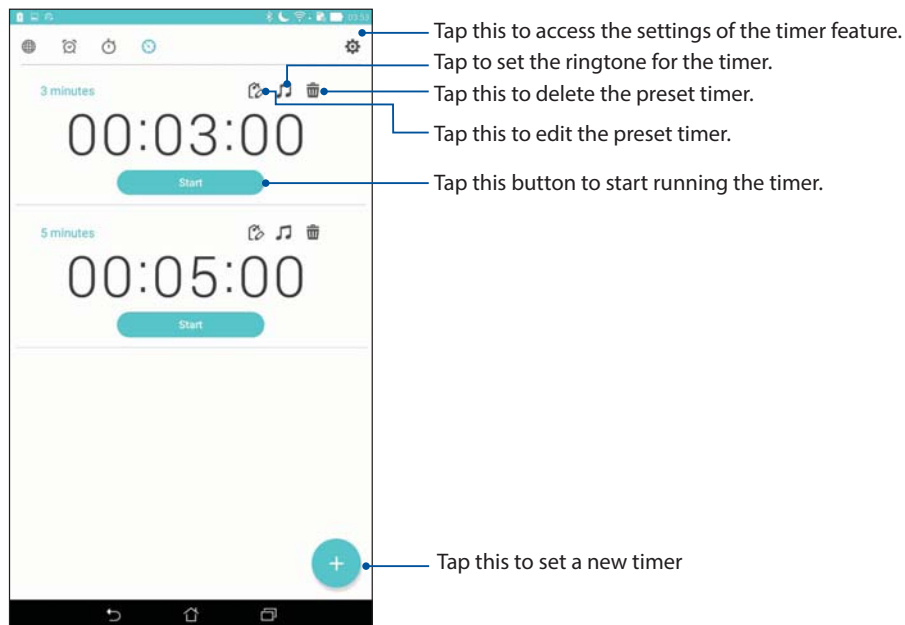 03:53
Tap this to access the settings of the timer feature.
Tap to set the ringtone for the timer.
3 minutes
Tap this to delete the preset timer.
00:03:00
Tap this to edit the preset timer.
Start
Tap this button to start running the timer.
5 minutes
00:05:00
Start
+
Tap this to set a new timer